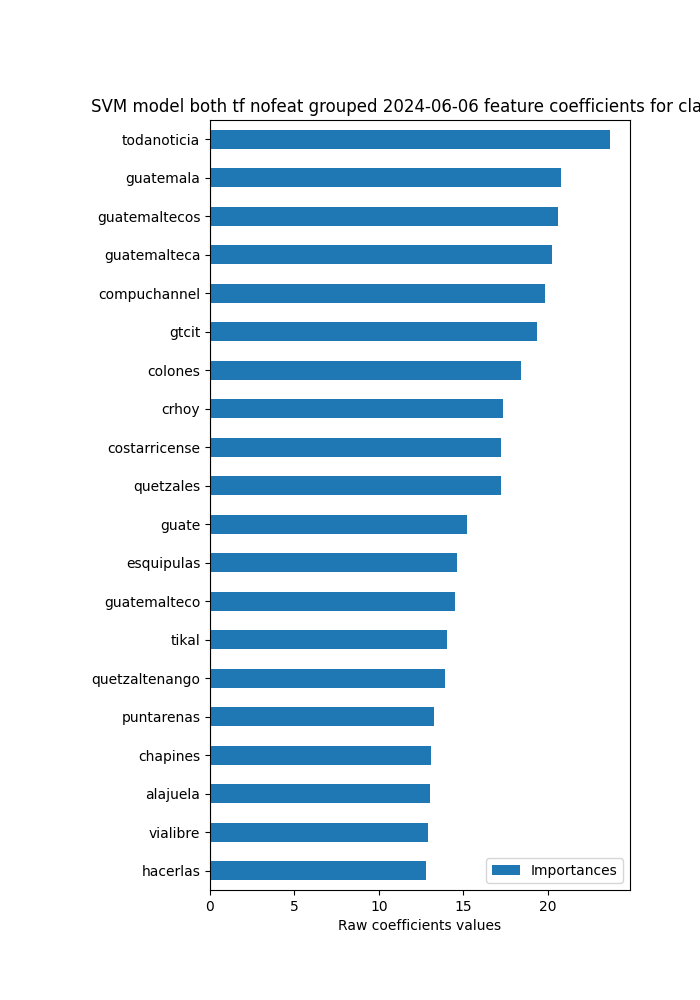 SVM model both tf nofeat grouped 2024-06-06 feature coefficients for cla
todanoticia
guatemala
guatemaltecos
guatemalteca
compuchannel
gtcit
colones
crhoy
costarricense
quetzales
guate
esquipulas
guatemalteco
tikal
quetzaltenango
puntarenas
chapines
alajuela
vialibre
hacerlas
Importances
0 5 10 15 20
Raw coefficients values